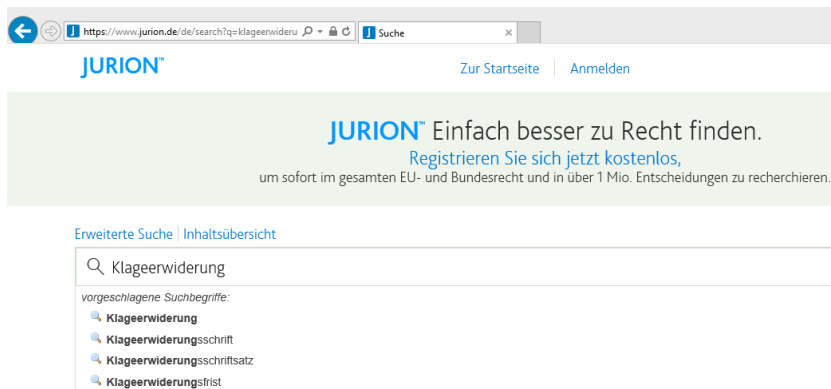 https://www.jurion.de/de/search?q=klageerwideru
Suche
JURION™ Zur Startseite Anmelden
JURION™ Einfach besser zu Recht finden.
Registrieren Sie sich jetzt kostenlos,
um sofort im gesamten EU- und Bundesrecht und in über 1 Mio. Entscheidungen zu recherchieren.
Erweiterte Suche Inhaltsübersicht
Klageerwiderung
vorgeschlagene Suchbegriffe:
Klageerwiderung
Klageerwiderungsschrift
Klageerwiderungsschriftsatz
Klageerwiderungsfrist